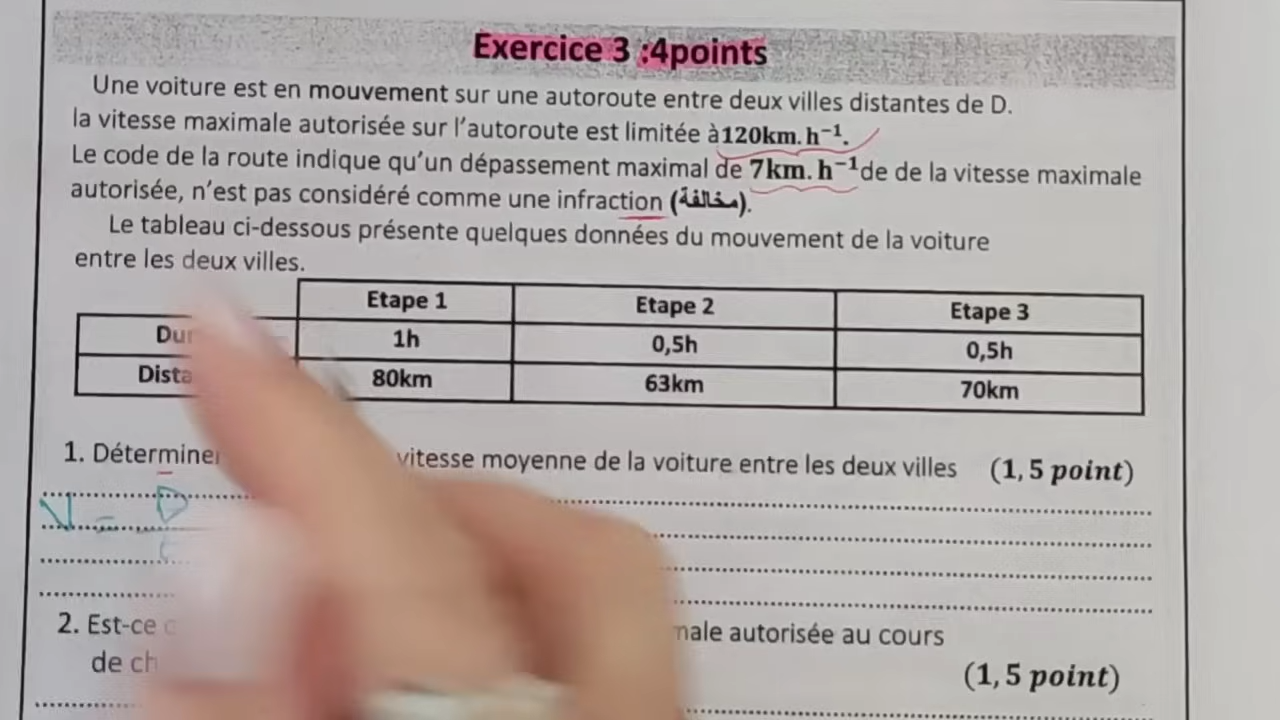 Exercice 3 :4points
Une voiture est en mouvement sur une autoroute entre deux villes distantes de D.
la vitesse maximale autorisée sur l'autoroute est limitée à120km. h⁻¹.
Le code de la route indique qu'un dépassement maximal de 7km. h⁻¹de de la vitesse maximale
autorisée, n'est pas considéré comme une infraction (مخالفة).
Le tableau ci-dessous présente quelques données du mouvement de la voiture
entre les deux villes.
Etape 1 Etape 2 Etape 3
1h 0,5h 0,5h
80km 63km 70km
1. Déterminer vitesse moyenne de la voiture entre les deux villes (1, 5 point)
V = D
2. Est-ce autorisée au cours
de (1, 5 point)